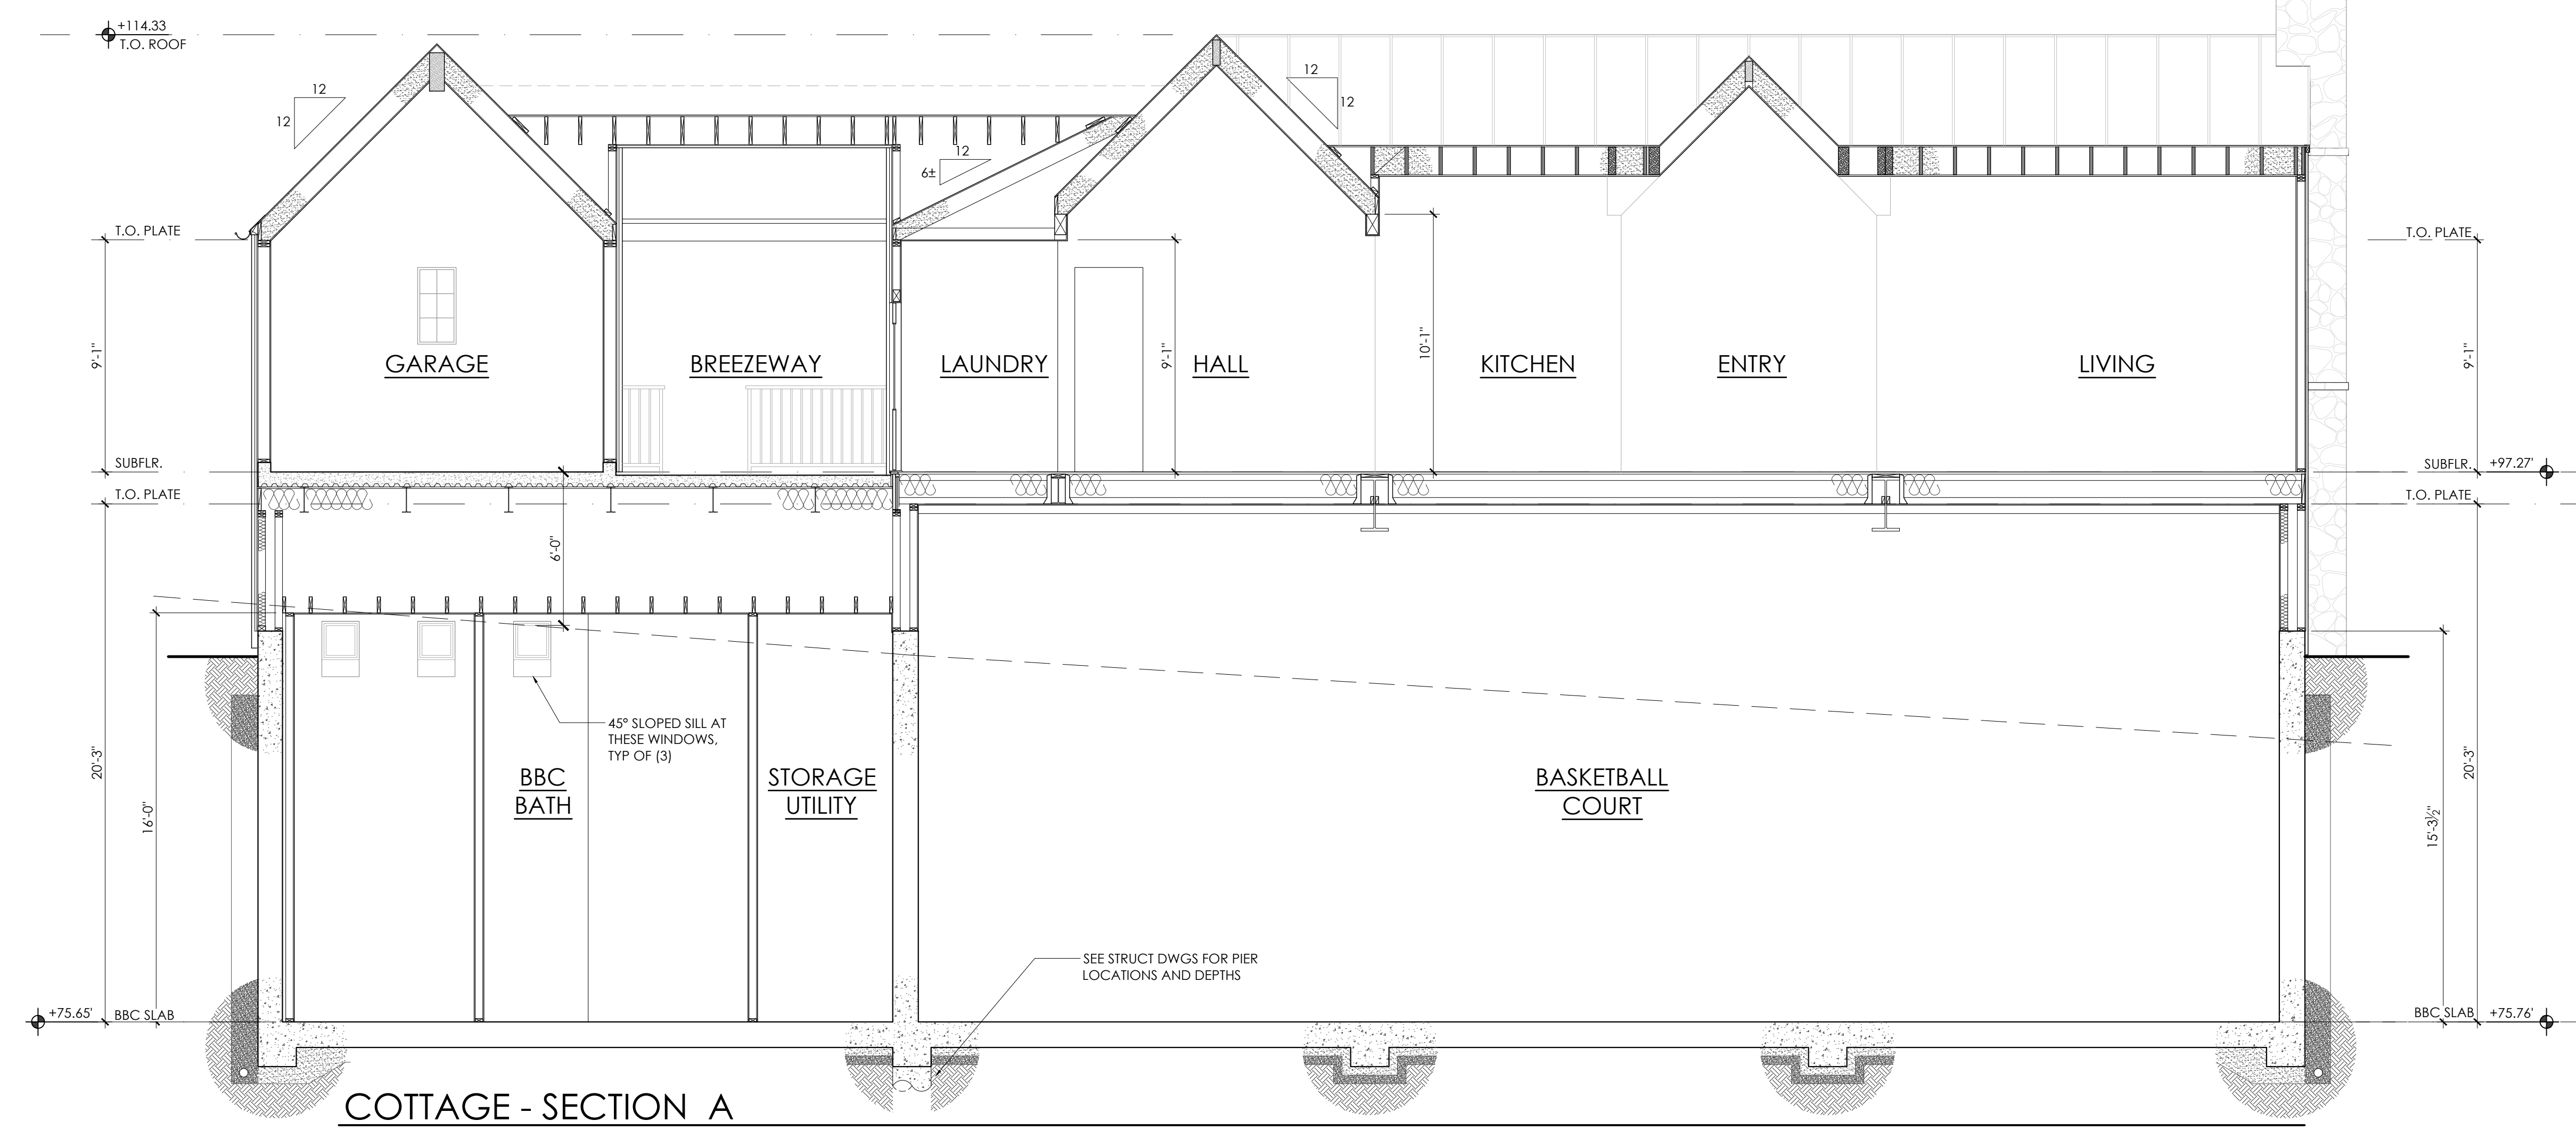 +114.33
T.O. ROOF
12
12
12
12
12
6±
T.O. PLATE
T.O. PLATE
9'-1"
GARAGE
BREEZEWAY
LAUNDRY
9'-1"
HALL
10'-1"
KITCHEN
ENTRY
LIVING
9'-1"
SUBFLR.
SUBFLR.
+97.27'
T.O. PLATE
T.O. PLATE
6'-0"
45° SLOPED SILL AT
THESE WINDOWS,
TYP OF (3)
20'-3"
16'-0"
BBC
BATH
STORAGE
UTILITY
BASKETBALL
COURT
15'-3½"
20'-3"
SEE STRUCT DWGS FOR PIER
LOCATIONS AND DEPTHS
+75.65'
BBC SLAB
BBC SLAB
+75.76'
COTTAGE - SECTION A